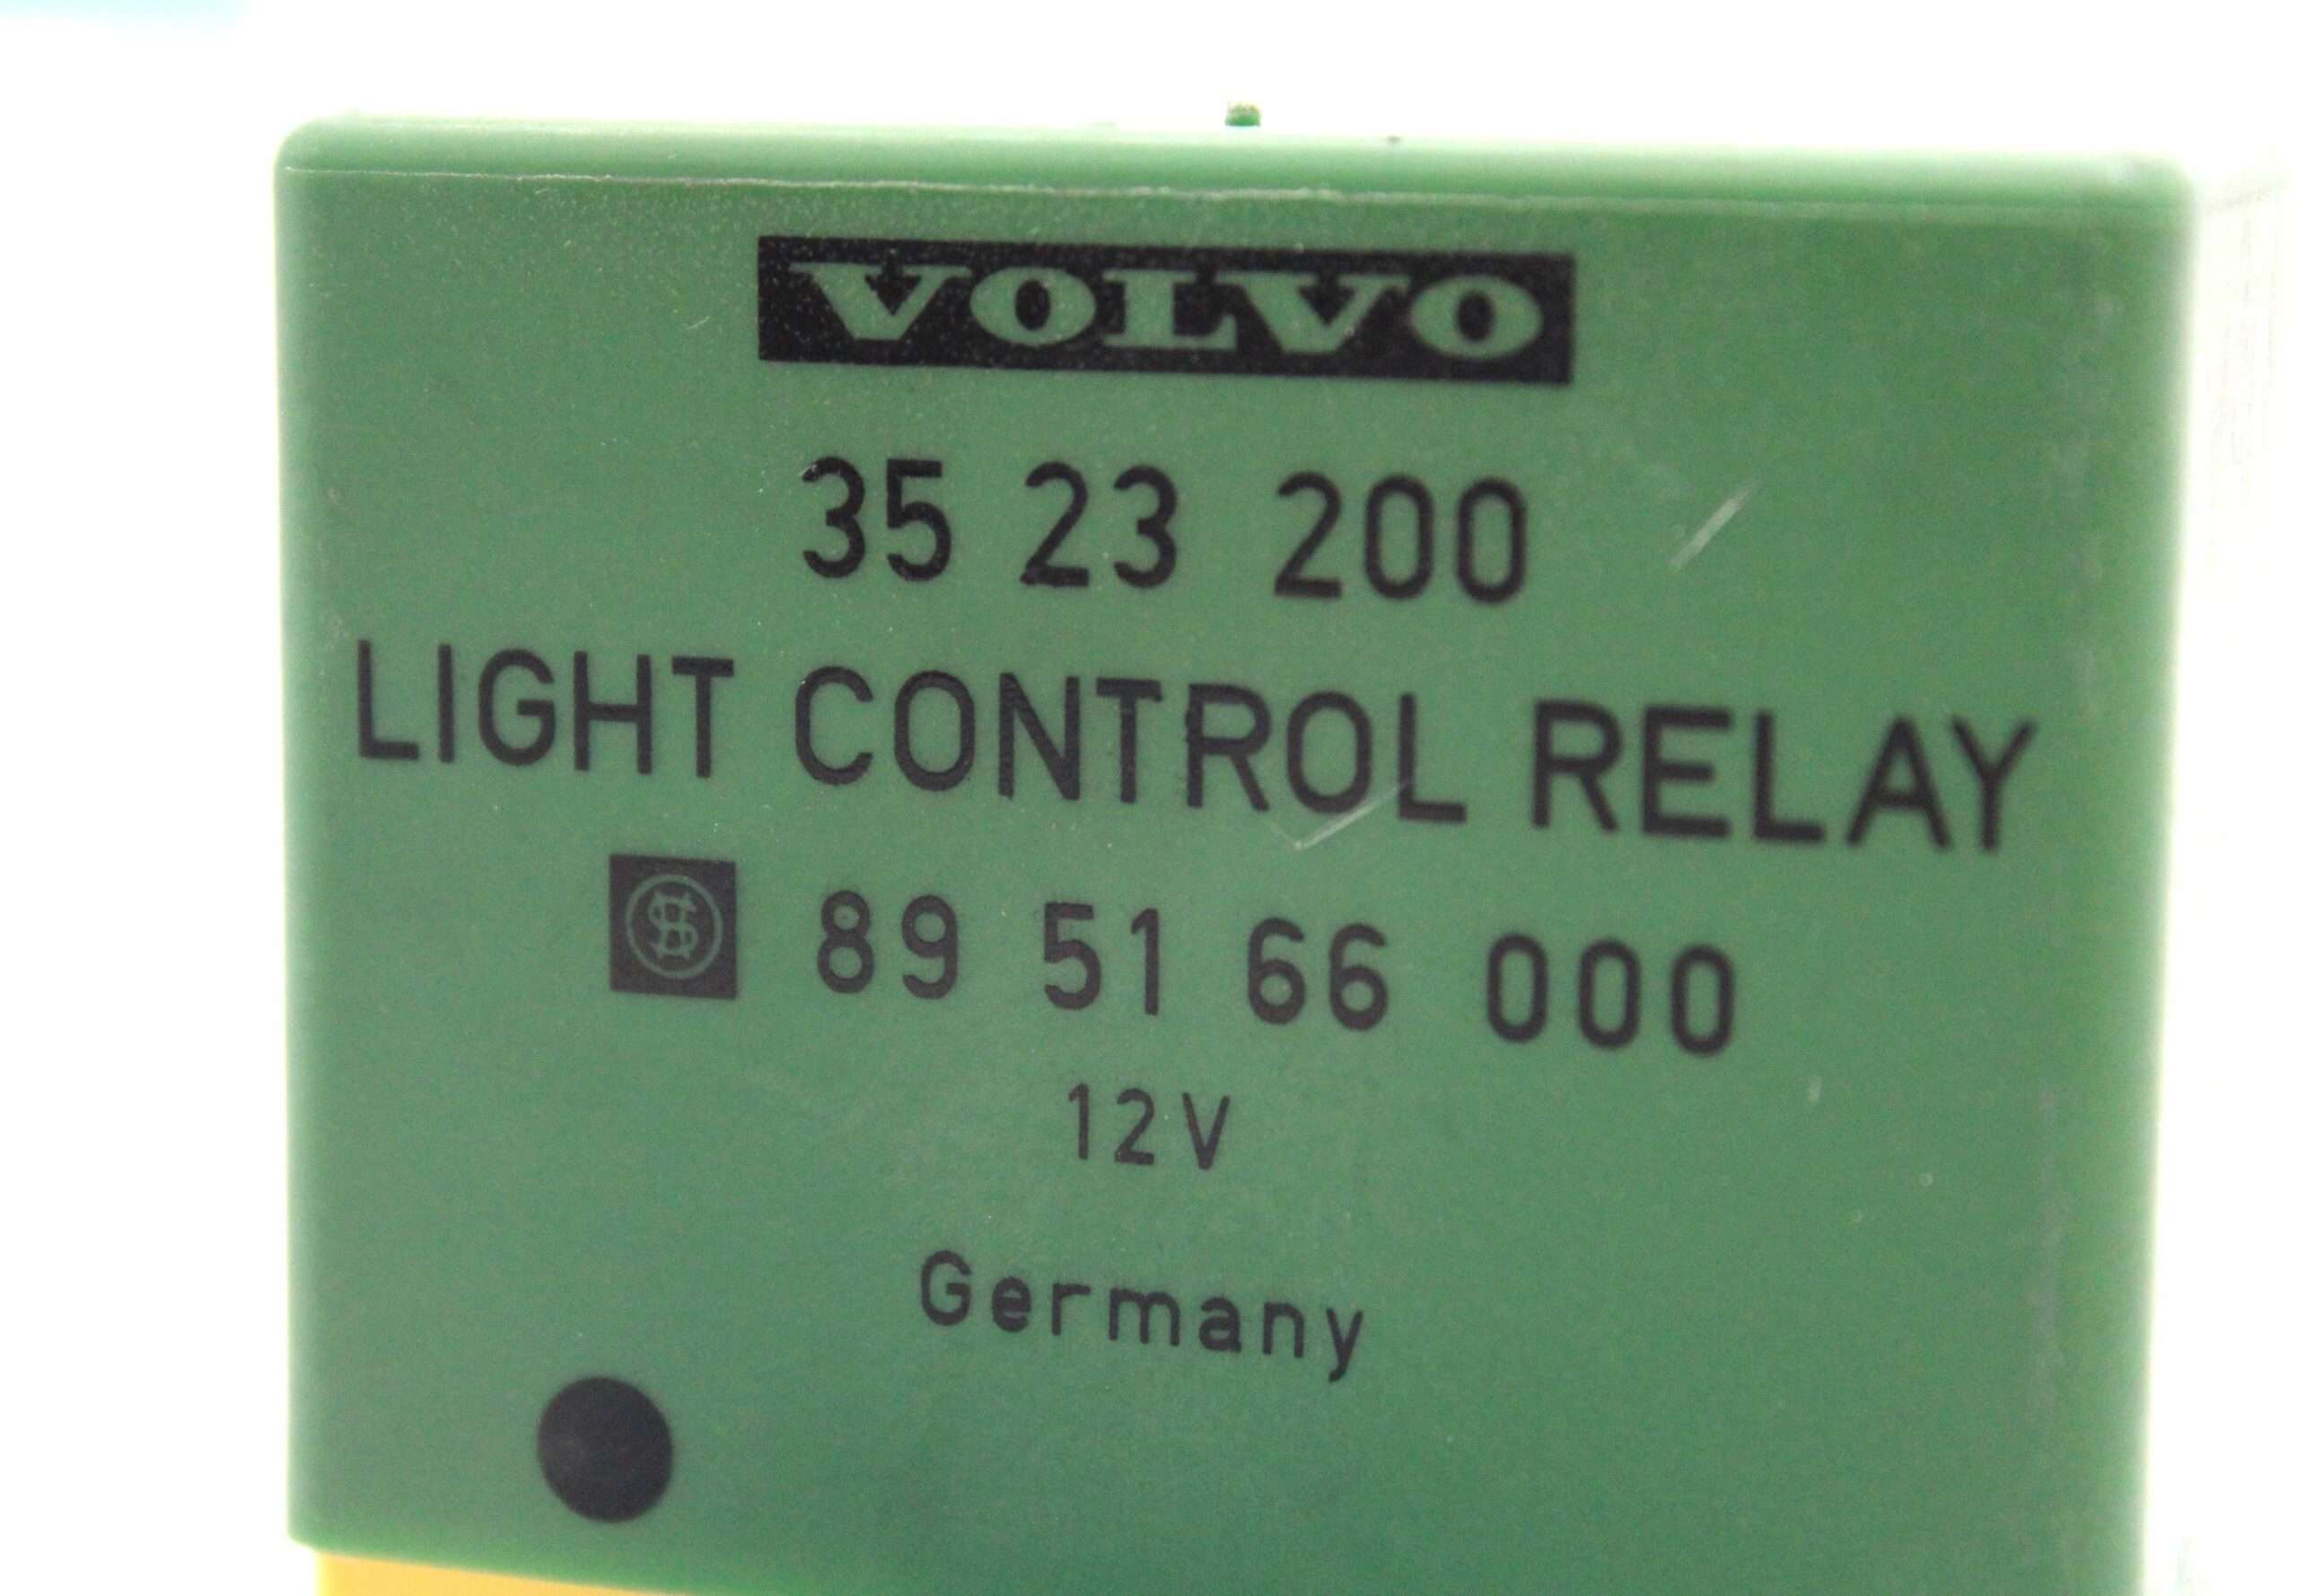 VOLVO
35 23 200
LIGHT CONTROL RELAY
89 51 66 000
12V
Germany